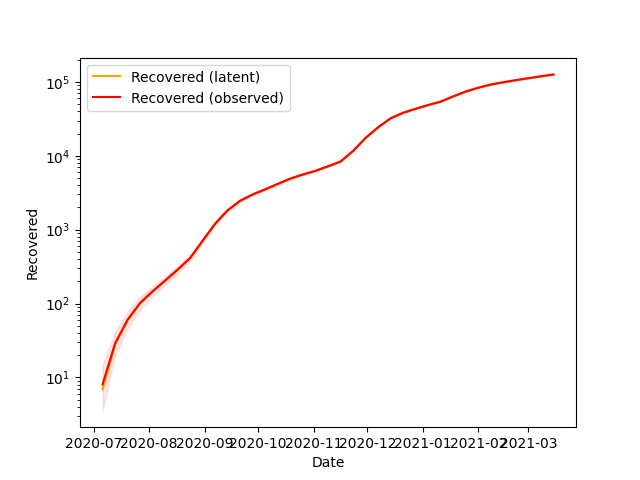 Recovered (latent)
Recovered (observed)
10^5
10^4
10^3
10^2
10^1
Recovered
2020-07 2020-08 2020-09 2020-10 2020-11 2020-12 2021-01 2021-02 2021-03
Date